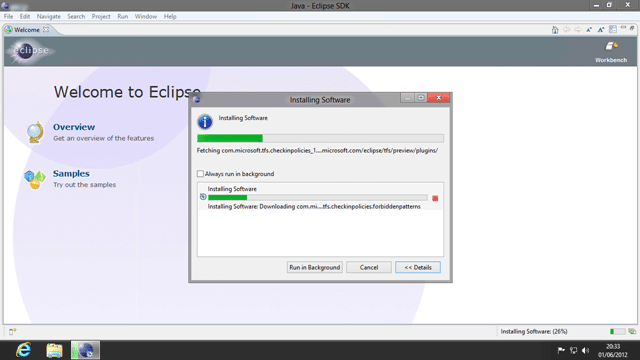 Java - Eclipse SDK
File Edit Navigate Search Project Run Window Help
Welcome
eclipse
Workbench
Welcome to Eclipse
Overview
Get an overview of the features
Samples
Try out the samples
Installing Software
Installing Software
Fetching com.microsoft.tfs.checkinpolicies_1....microsoft.com/eclipse/tfs/preview/plugins/
Always run in background
Installing Software
Installing Software: Downloading com.mi....tfs.checkinpolicies.forbiddenpatterns
Run in Background Cancel << Details
Installing Software: (26%)
20:33
01/06/2012